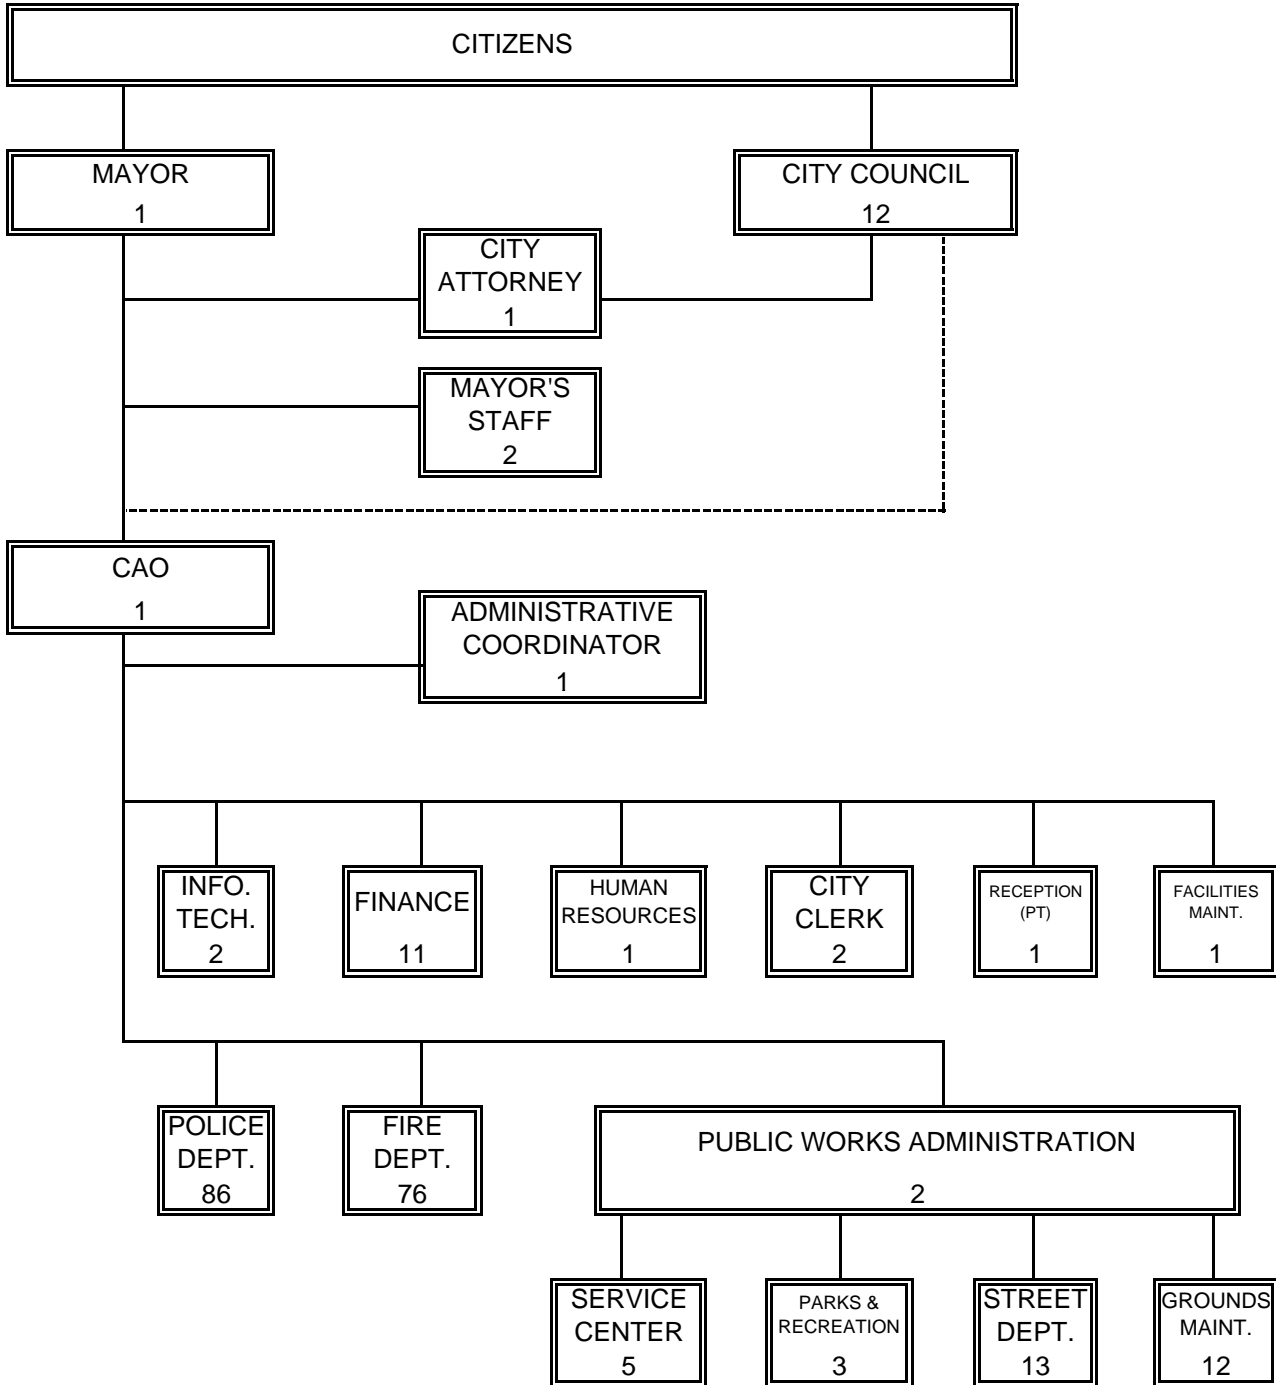 CITIZENS
MAYOR
1
CITY COUNCIL
12
CITY
ATTORNEY
1
MAYOR'S
STAFF
2
CAO
1
ADMINISTRATIVE
COORDINATOR
1
INFO.
TECH.
2
FINANCE
11
HUMAN
RESOURCES
1
CITY
CLERK
2
RECEPTION
(PT)
1
FACILITIES
MAINT.
1
POLICE
DEPT.
86
FIRE
DEPT.
76
PUBLIC WORKS ADMINISTRATION
2
SERVICE
CENTER
5
PARKS &
RECREATION
3
STREET
DEPT.
13
GROUNDS
MAINT.
12